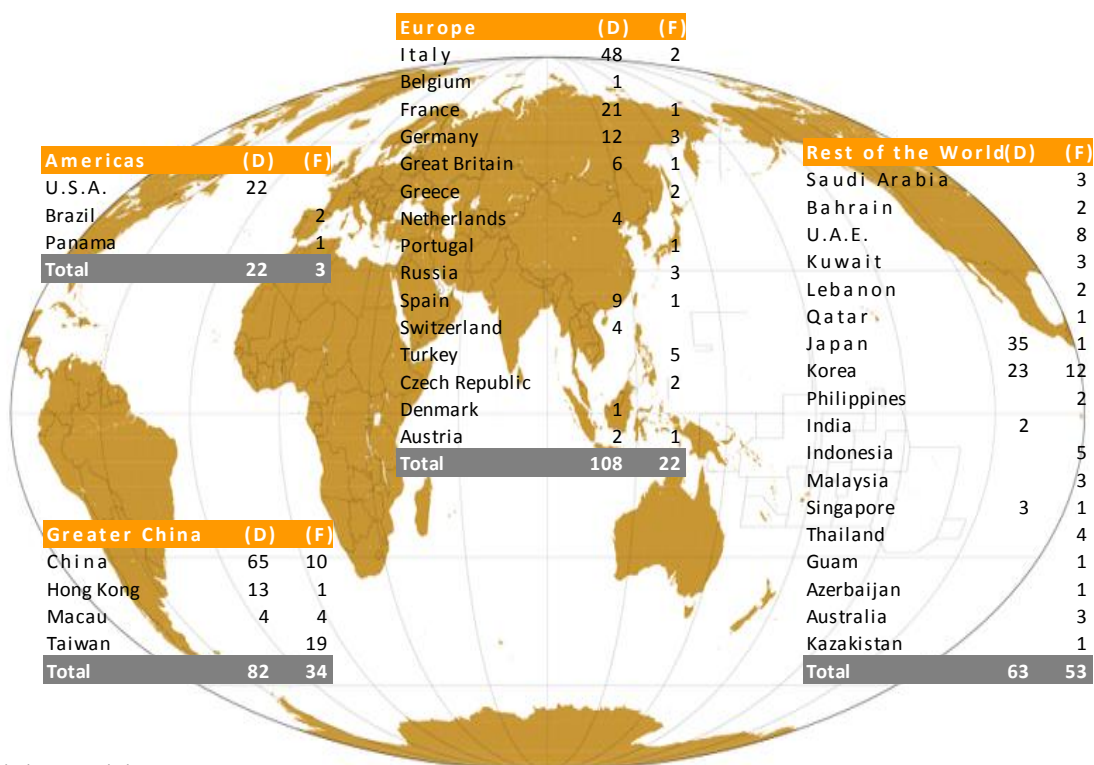 Europe (D) (F)
Italy 48 2
Belgium 1
France 21 1
Germany 12 3
Great Britain 6 1
Greece 2
Netherlands 4
Portugal 1
Russia 3
Spain 9 1
Switzerland 4
Turkey 5
Czech Republic 2
Denmark 1
Austria 2 1
Total 108 22
Americas (D) (F)
U.S.A. 22
Brazil 2
Panama 1
Total 22 3
Rest of the World(D) (F)
Saudi Arabia 3
Bahrain 2
U.A.E. 8
Kuwait 3
Lebanon 2
Qatar 1
Japan 35 1
Korea 23 12
Philippines 2
India 2
Indonesia 5
Malaysia 3
Singapore 3 1
Thailand 4
Guam 1
Azerbaijan 1
Australia 3
Kazakistan 1
Total 63 53
Greater China (D) (F)
China 65 10
Hong Kong 13 1
Macau 4 4
Taiwan 19
Total 82 34